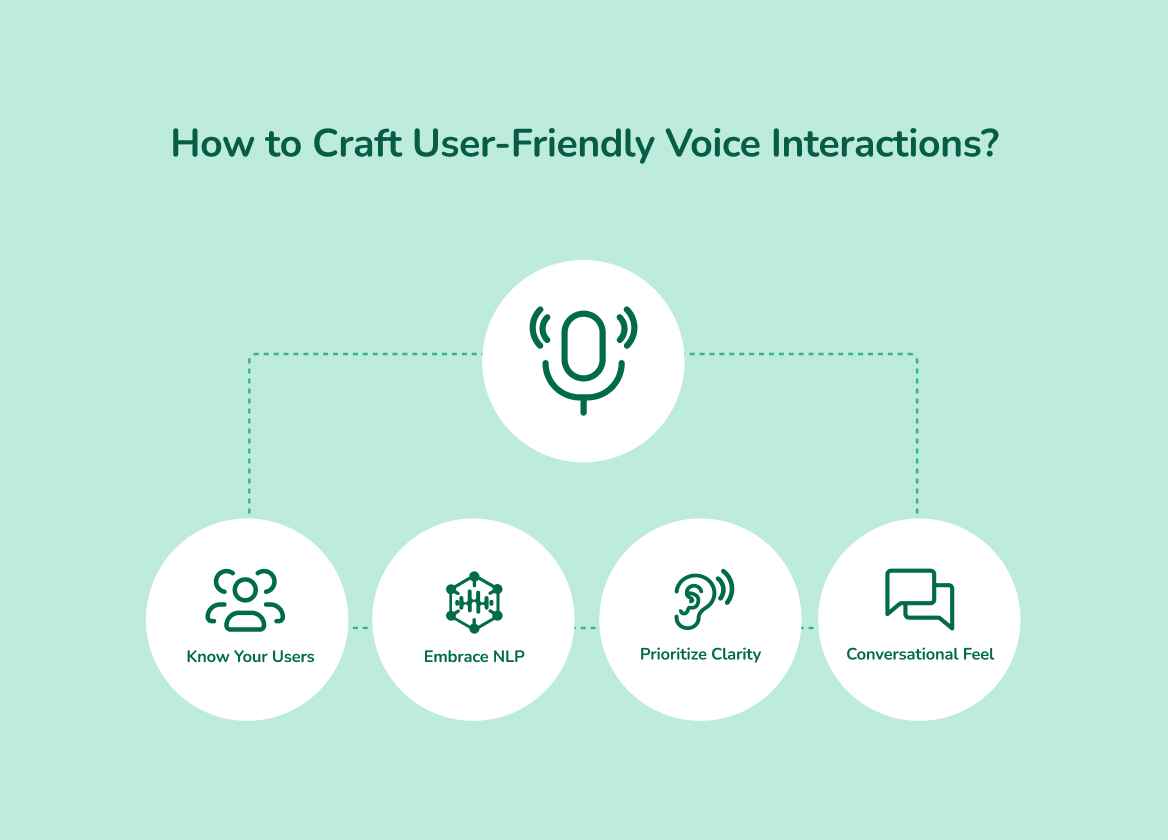 How to Craft User-Friendly Voice Interactions?
Know Your Users
Embrace NLP
Prioritize Clarity
Conversational Feel